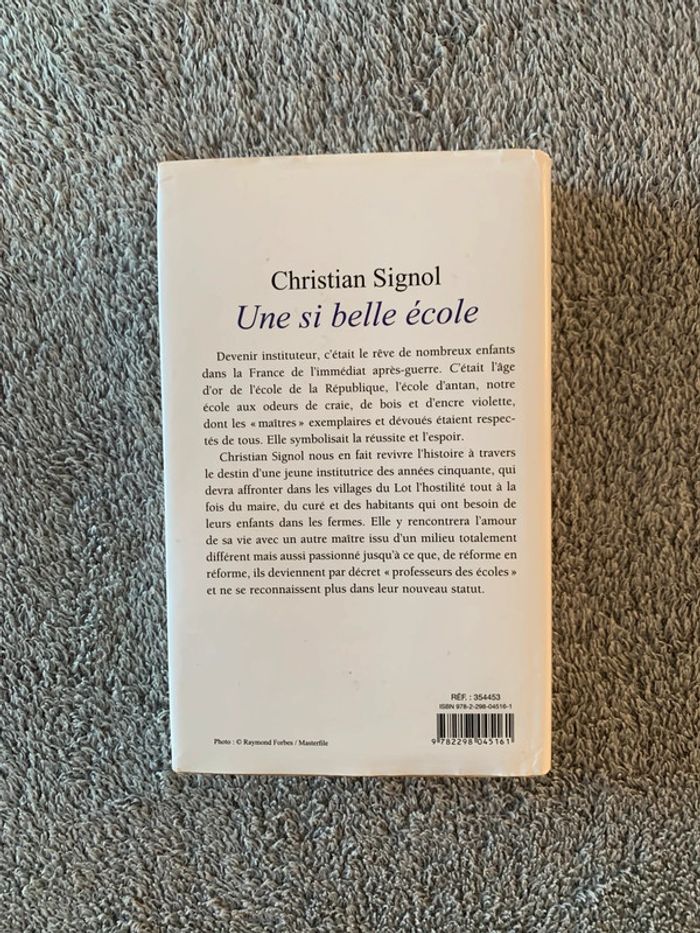 Christian Signol
Une si belle école
Devenir instituteur, c'était le rêve de nombreux enfants
dans la France de l'immédiat après-guerre. C'était l'âge
d'or de l'école de la République, l'école d'antan, notre
école aux odeurs de craie, de bois et d'encre violette,
dont les « maîtres » exemplaires et dévoués étaient respec-
tés de tous. Elle symbolisait la réussite et l'espoir.
Christian Signol nous en fait revivre l'histoire à travers
le destin d'une jeune institutrice des années cinquante, qui
devra affronter dans les villages du Lot l'hostilité tout à la
fois du maire, du curé et des habitants qui ont besoin de
leurs enfants dans les fermes. Elle y rencontrera l'amour
de sa vie avec un autre maître issu d'un milieu totalement
différent mais aussi passionné jusqu'à ce que, de réforme en
réforme, ils deviennent par décret « professeurs des écoles »
et ne se reconnaissent plus dans leur nouveau statut.
RÉF. : 354453
ISBN 978-2-298-04516-1
9 782298 045161
Photo : © Raymond Forbes / Masterfile